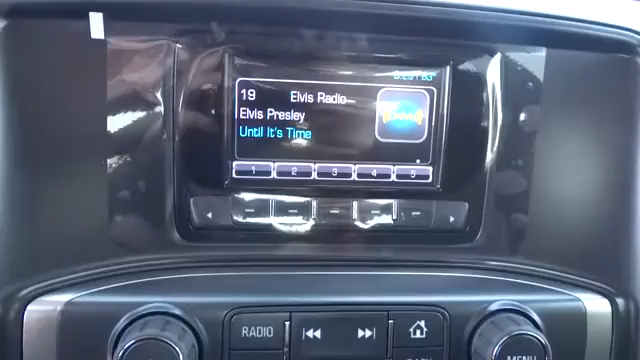 19 Elvis Radio
Elvis Presley
Until It's Time
1 2 3 4 5
RADIO
MENU